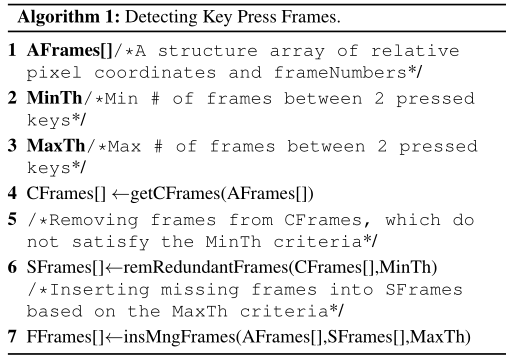 Algorithm 1: Detecting Key Press Frames.
1 AFrames[]/*A structure array of relative
pixel coordinates and frameNumbers*/
2 MinTh/*Min # of frames between 2 pressed
keys*/
3 MaxTh/*Max # of frames between 2 pressed
keys*/
4 CFrames[] ←getCFrames(AFrames[])
5 /*Removing frames from CFrames, which do
not satisfy the MinTh criteria*/
6 SFrames[]←remRedundantFrames(CFrames[],MinTh)
/*Inserting missing frames into SFrames
based on the MaxTh criteria*/
7 FFrames[]←insMngFrames(AFrames[],SFrames[],MaxTh)